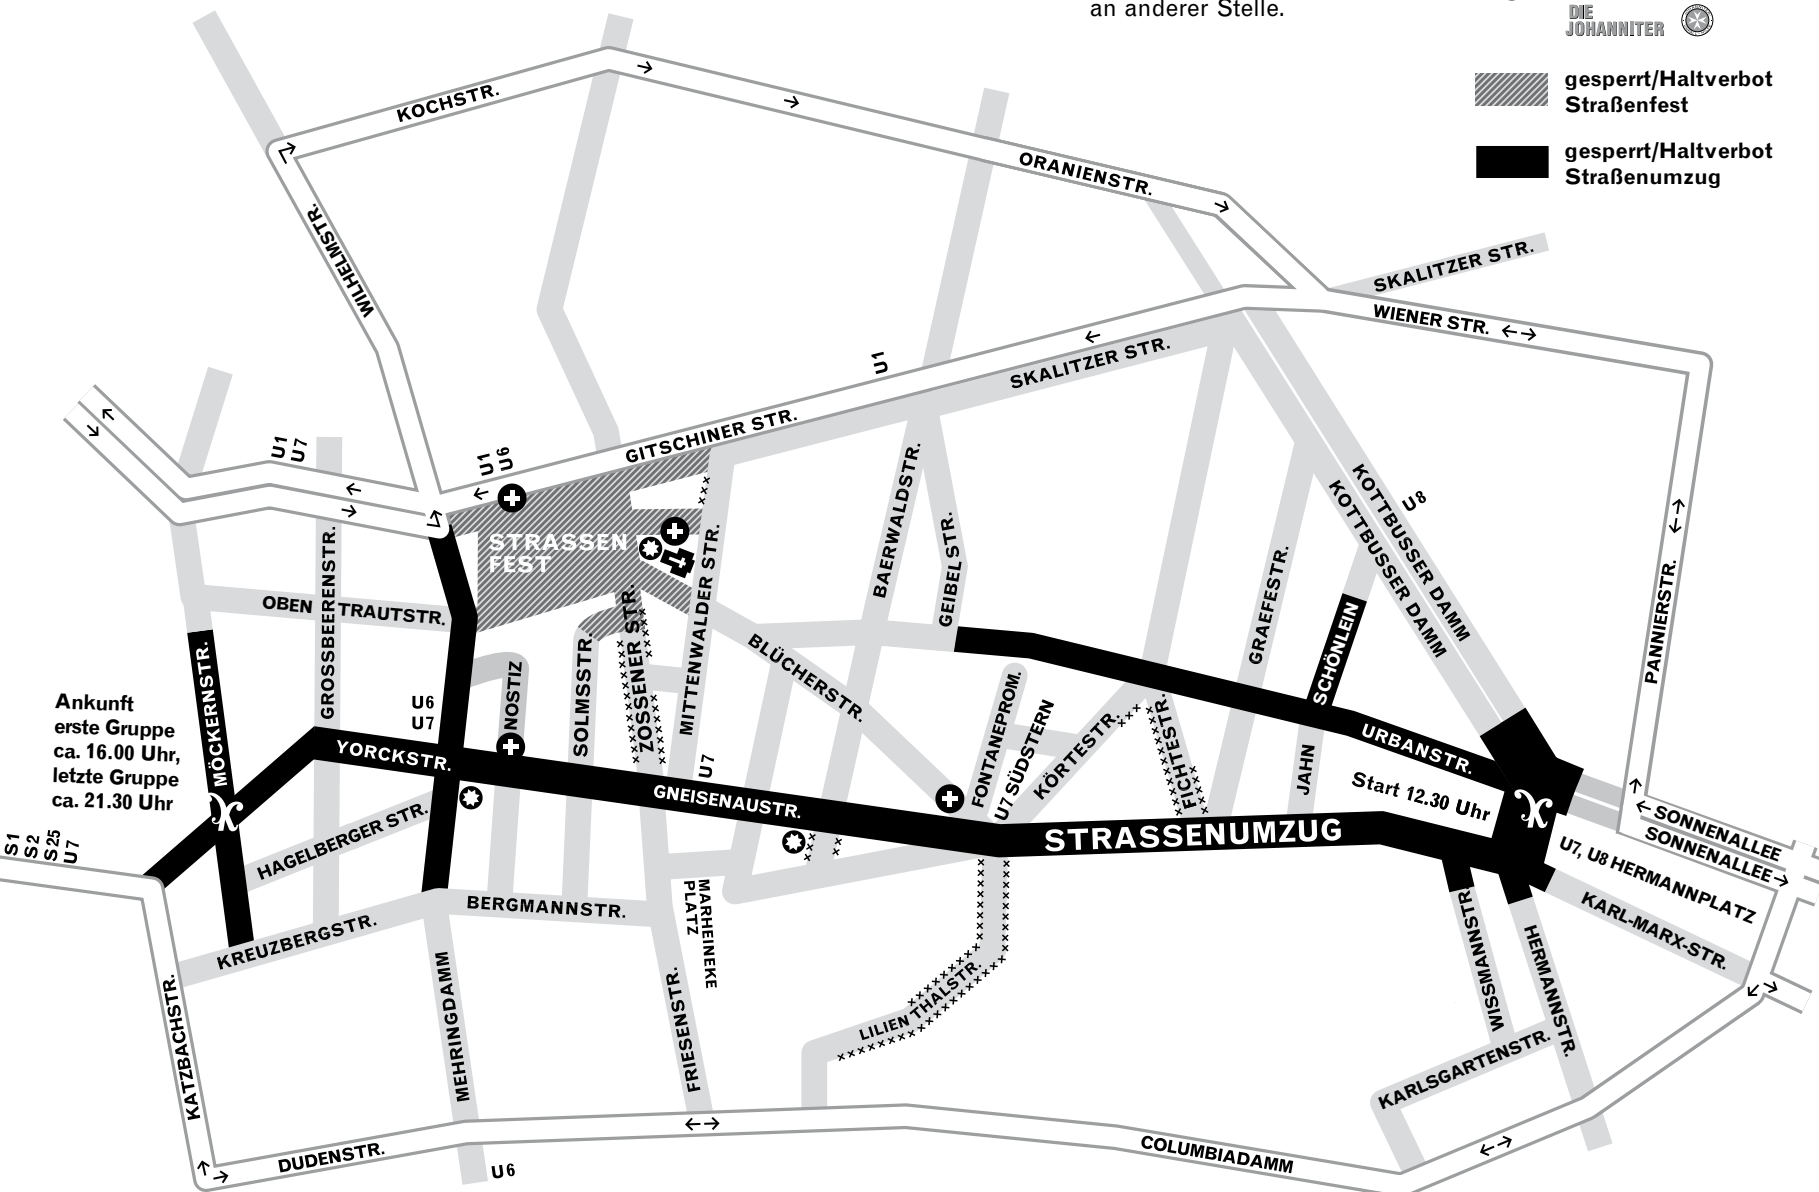 an anderer Stelle.
DIE
JOHANNITER
gesperrt/Haltverbot
Straßenfest
gesperrt/Haltverbot
Straßenumzug
KOCHSTR.
ORANIENSTR.
WILHELMSTR.
SKALITZER STR.
WIENER STR.
U1
SKALITZER STR.
GITSCHINER STR.
U1
U7
U1
U6
STRASSEN
FEST
KOTTBUSSER DAMM
KOTTBUSSER DAMM
U8
BAERWALDSTR.
GEIBELSTR.
GRAEFESTR.
PANNIERSTR.
GROSSBEERENSTR.
OBEN TRAUTSTR.
MITTENWALDER STR.
ZOSSENER STR.
SOLMSSTR.
NOSTIZ
BLÜCHERSTR.
SCHÖNLEIN
MÖCKERNSTR.
Ankunft
erste Gruppe
ca. 16.00 Uhr,
letzte Gruppe
ca. 21.30 Uhr
U6
U7
YORCKSTR.
U7
GNEISENAUSTR.
FONTANEPROM.
U7 SÜDSTERN
KÖRTESTR.
FICHTESTR.
JAHN
URBANSTR.
Start 12.30 Uhr
STRASSENUMZUG
SONNENALLEE
SONNENALLEE
U7, U8 HERMANNPLATZ
KARL-MARX-STR.
S1
S2
S25
U7
HAGELBERGER STR.
BERGMANNSTR.
MARHEINEKE
PLATZ
KREUZBERGSTR.
KATZBACHSTR.
MEHRINGDAMM
FRIESENSTR.
LILIEN THALSTR.
WISSMANNSTR.
HERMANNSTR.
KARLSGARTENSTR.
DUDENSTR.
U6
COLUMBIADAMM